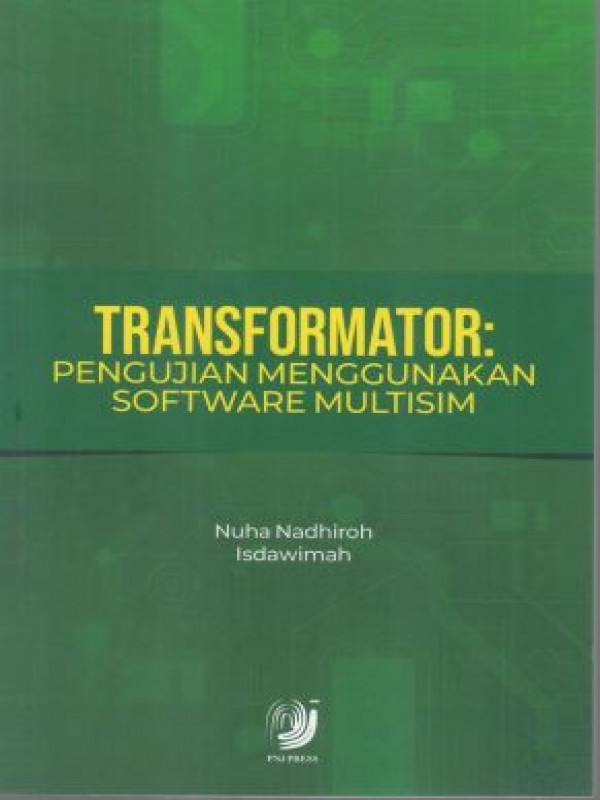 TRANSFORMATOR:
PENGUJIAN MENGGUNAKAN
SOFTWARE MULTISIM
Nuha Nadhiroh
Isdawimah
PNJ PRESS